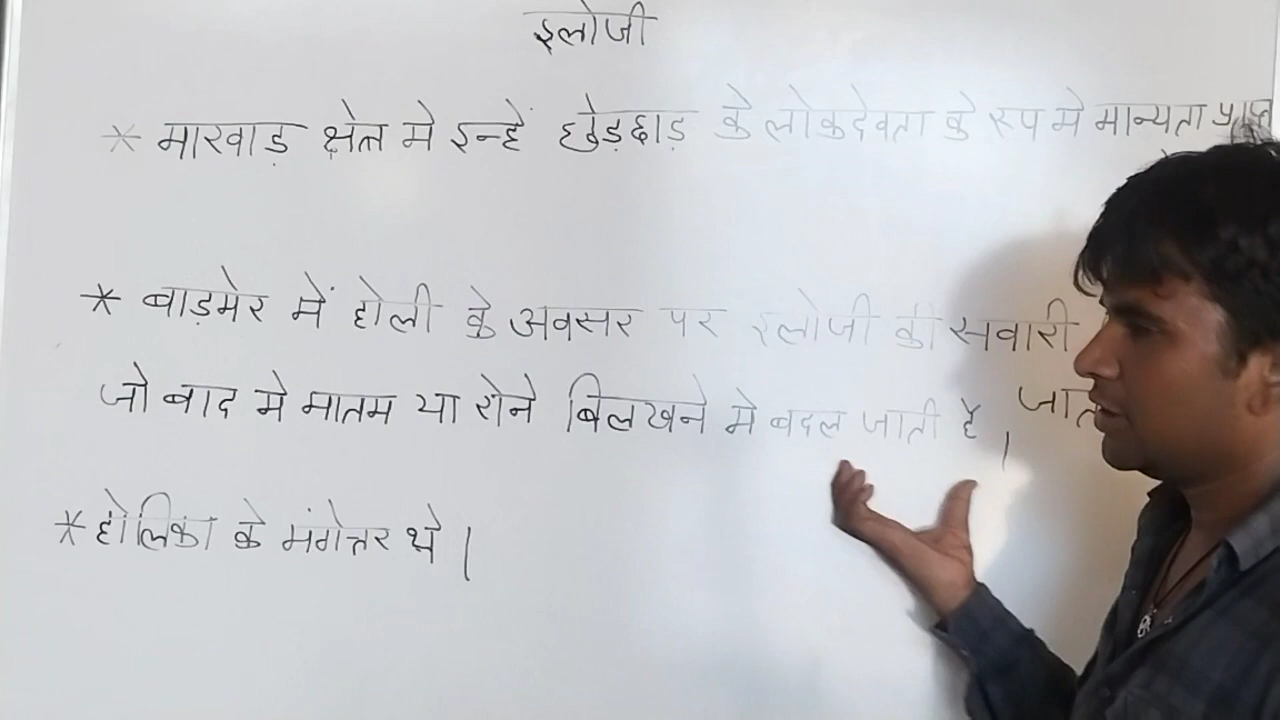 इलोजी
* मारवाड़ क्षेत्र मे इन्हें छेड़छाड़ के लोकदेवता के रूप मे मान्यता प्राप्त
* बाड़मेर में होली के अवसर पर इलोजी की सवारी
जो बाद मे मातम या रोने बिलखने मे बदल जाती है।
* होलिका के मंगेतर थे।